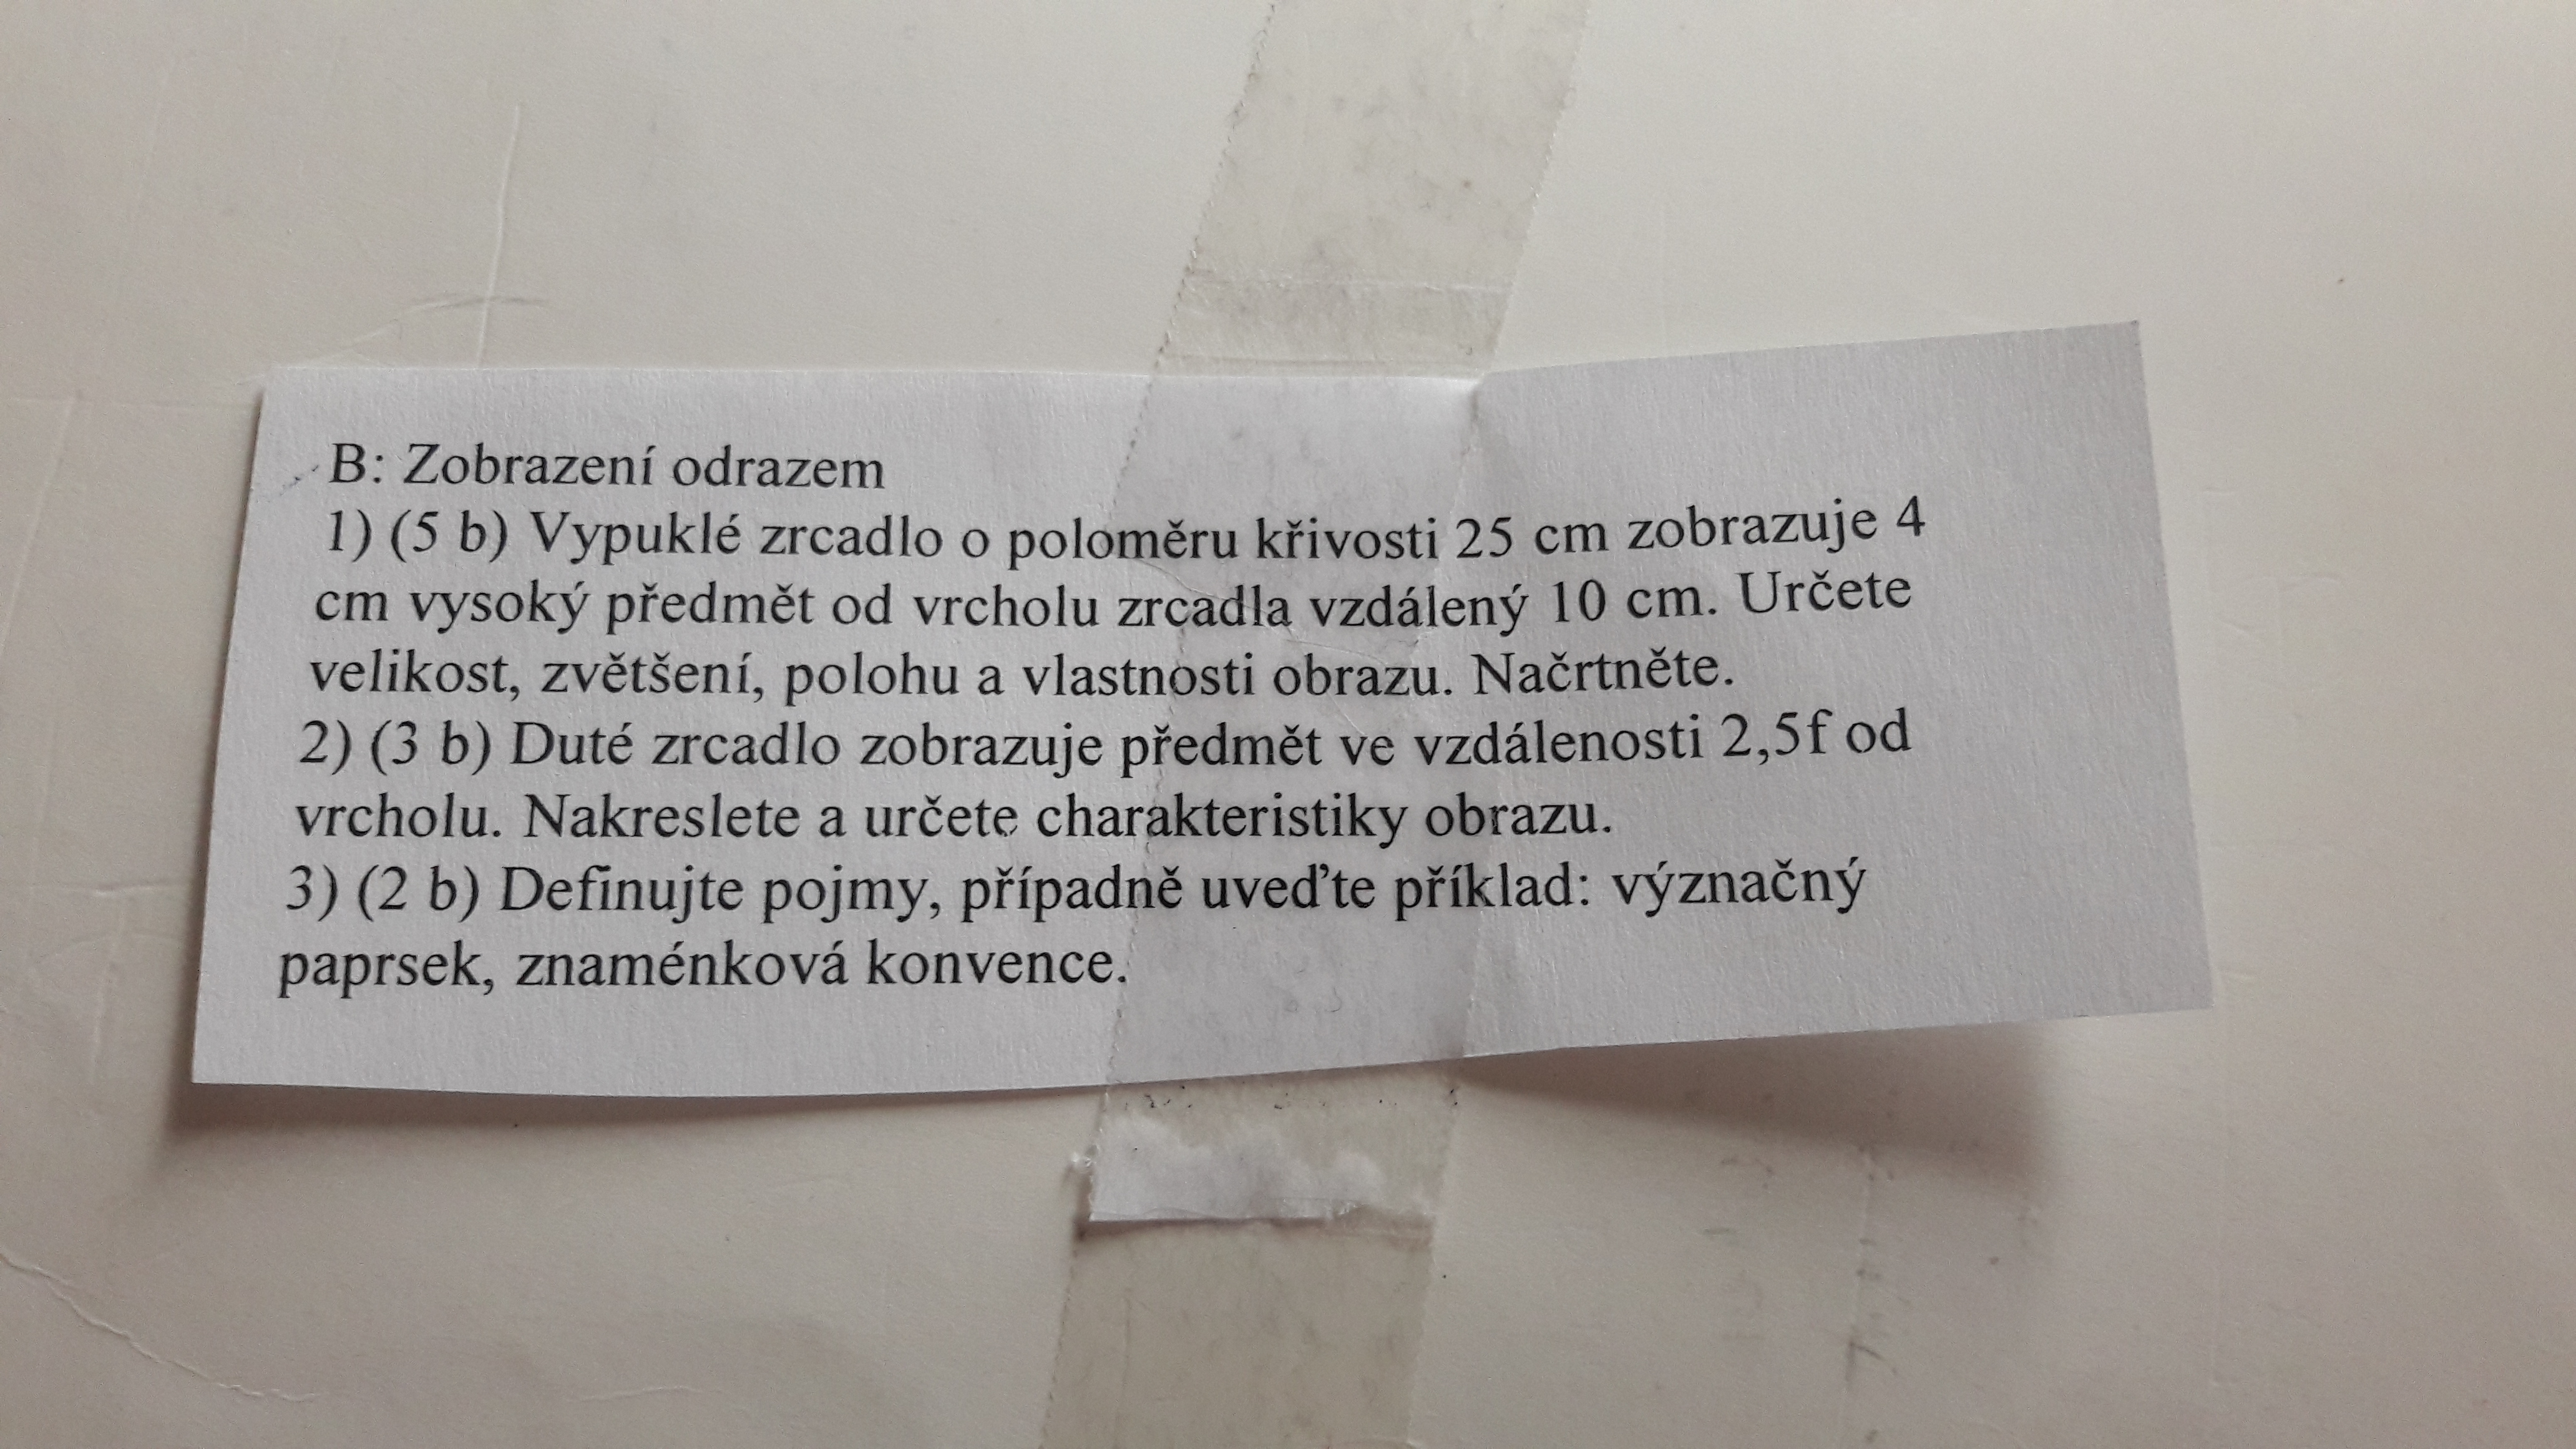 B: Zobrazení odrazem
1) (5 b) Vypuklé zrcadlo o poloměru křivosti 25 cm zobrazuje 4
cm vysoký předmět od vrcholu zrcadla vzdálený 10 cm. Určete
velikost, zvětšení, polohu a vlastnosti obrazu. Načrtněte.
2) (3 b) Duté zrcadlo zobrazuje předmět ve vzdálenosti 2,5f od
vrcholu. Nakreslete a určete charakteristiky obrazu.
3) (2 b) Definujte pojmy, případně uveďte příklad: význačný
paprsek, znaménková konvence.